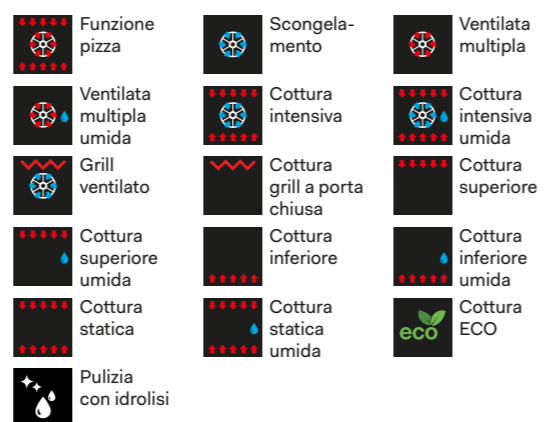 Funzione
pizza
Scongela-
mento
Ventilata
multipla
Ventilata
multipla
umida
Cottura
intensiva
Cottura
intensiva
umida
Grill
ventilato
Cottura
grill a porta
chiusa
Cottura
superiore
Cottura
superiore
umida
Cottura
inferiore
Cottura
inferiore
umida
Cottura
statica
Cottura
statica
umida
eco
Cottura
ECO
Pulizia
con idrolisi